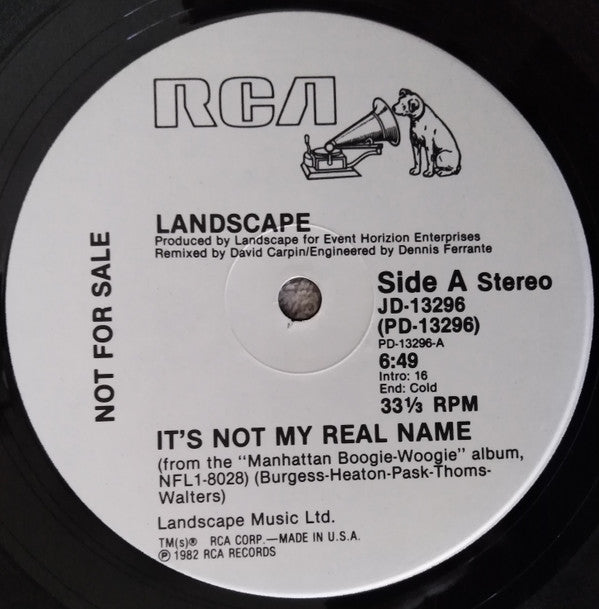 RCA
LANDSCAPE
Produced by Landscape for Event Horizion Enterprises
Remixed by David Carpin/Engineered by Dennis Ferrante
NOT FOR SALE
Side A Stereo
JD-13296
(PD-13296)
PD-13296-A
6:49
Intro: 16
End: Cold
33⅓ RPM
IT'S NOT MY REAL NAME
(from the "Manhattan Boogie-Woogie" album,
NFL1-8028) (Burgess-Heaton-Pask-Thoms-
Walters)
Landscape Music Ltd.
TM(s)® RCA CORP.—MADE IN U.S.A.
℗ 1982 RCA RECORDS